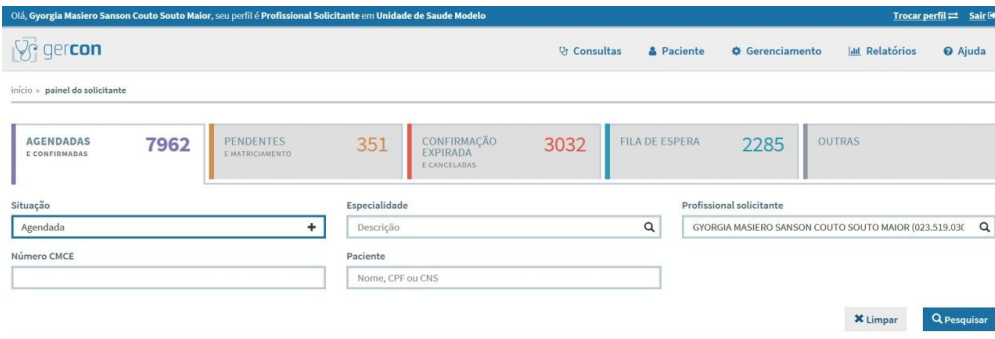 Olá, Gyorgia Masiero Sanson Couto Souto Maior, seu perfil é Profissional Solicitante em Unidade de Saude Modelo Trocar perfil Sair
gercon Consultas Paciente Gerenciamento Relatórios Ajuda
início » painel do solicitante
AGENDADAS
E CONFIRMADAS
7962
PENDENTES
E MATRICIAMENTO
351
CONFIRMAÇÃO
EXPIRADA
E CANCELADAS
3032
FILA DE ESPERA
2285
OUTRAS
Situação Especialidade Profissional solicitante
Agendada Descrição GYORGIA MASIERO SANSON COUTO SOUTO MAIOR (023.519.03(
Número CMCE Paciente
Nome, CPF ou CNS
Limpar Pesquisar